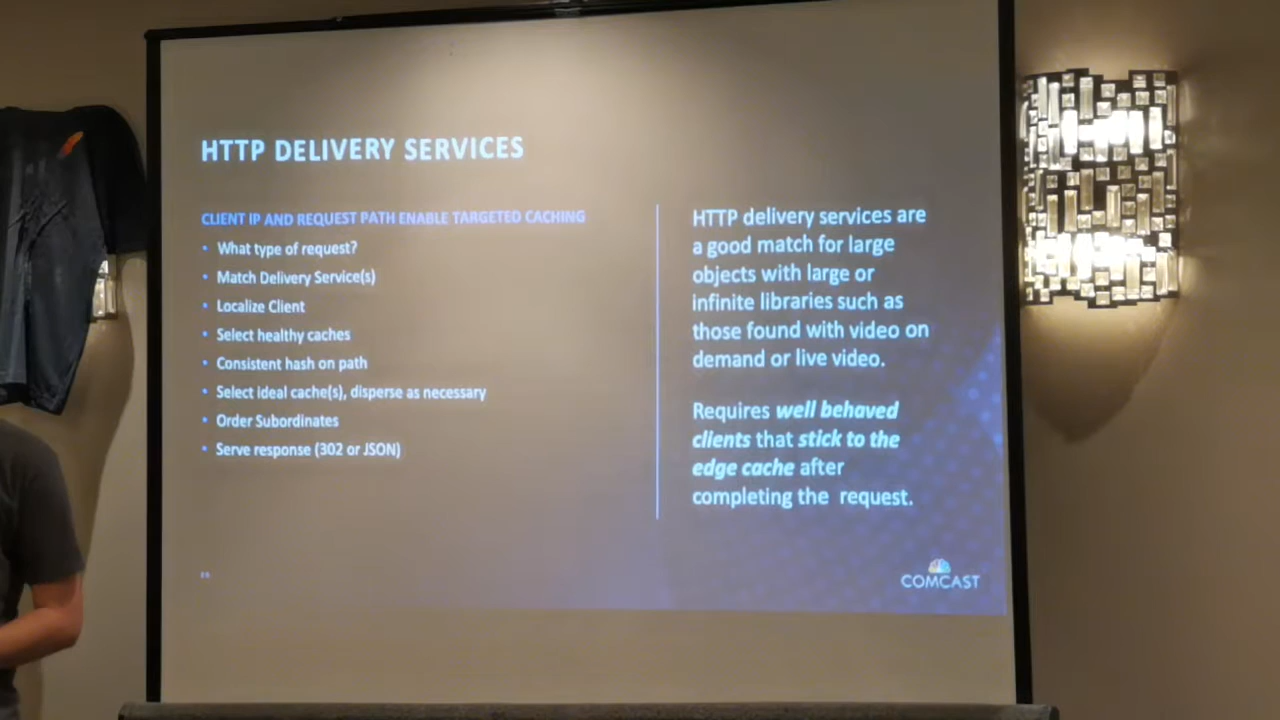 HTTP DELIVERY SERVICES
CLIENT IP AND REQUEST PATH ENABLE TARGETED CACHING
• What type of request?
• Match Delivery Service(s)
• Localize Client
• Select healthy caches
• Consistent hash on path
• Select ideal cache(s), disperse as necessary
• Order Subordinates
• Serve response (302 or JSON)
HTTP delivery services are
a good match for large
objects with large or
infinite libraries such as
those found with video on
demand or live video.
Requires well behaved
clients that stick to the
edge cache after
completing the request.
COMCAST